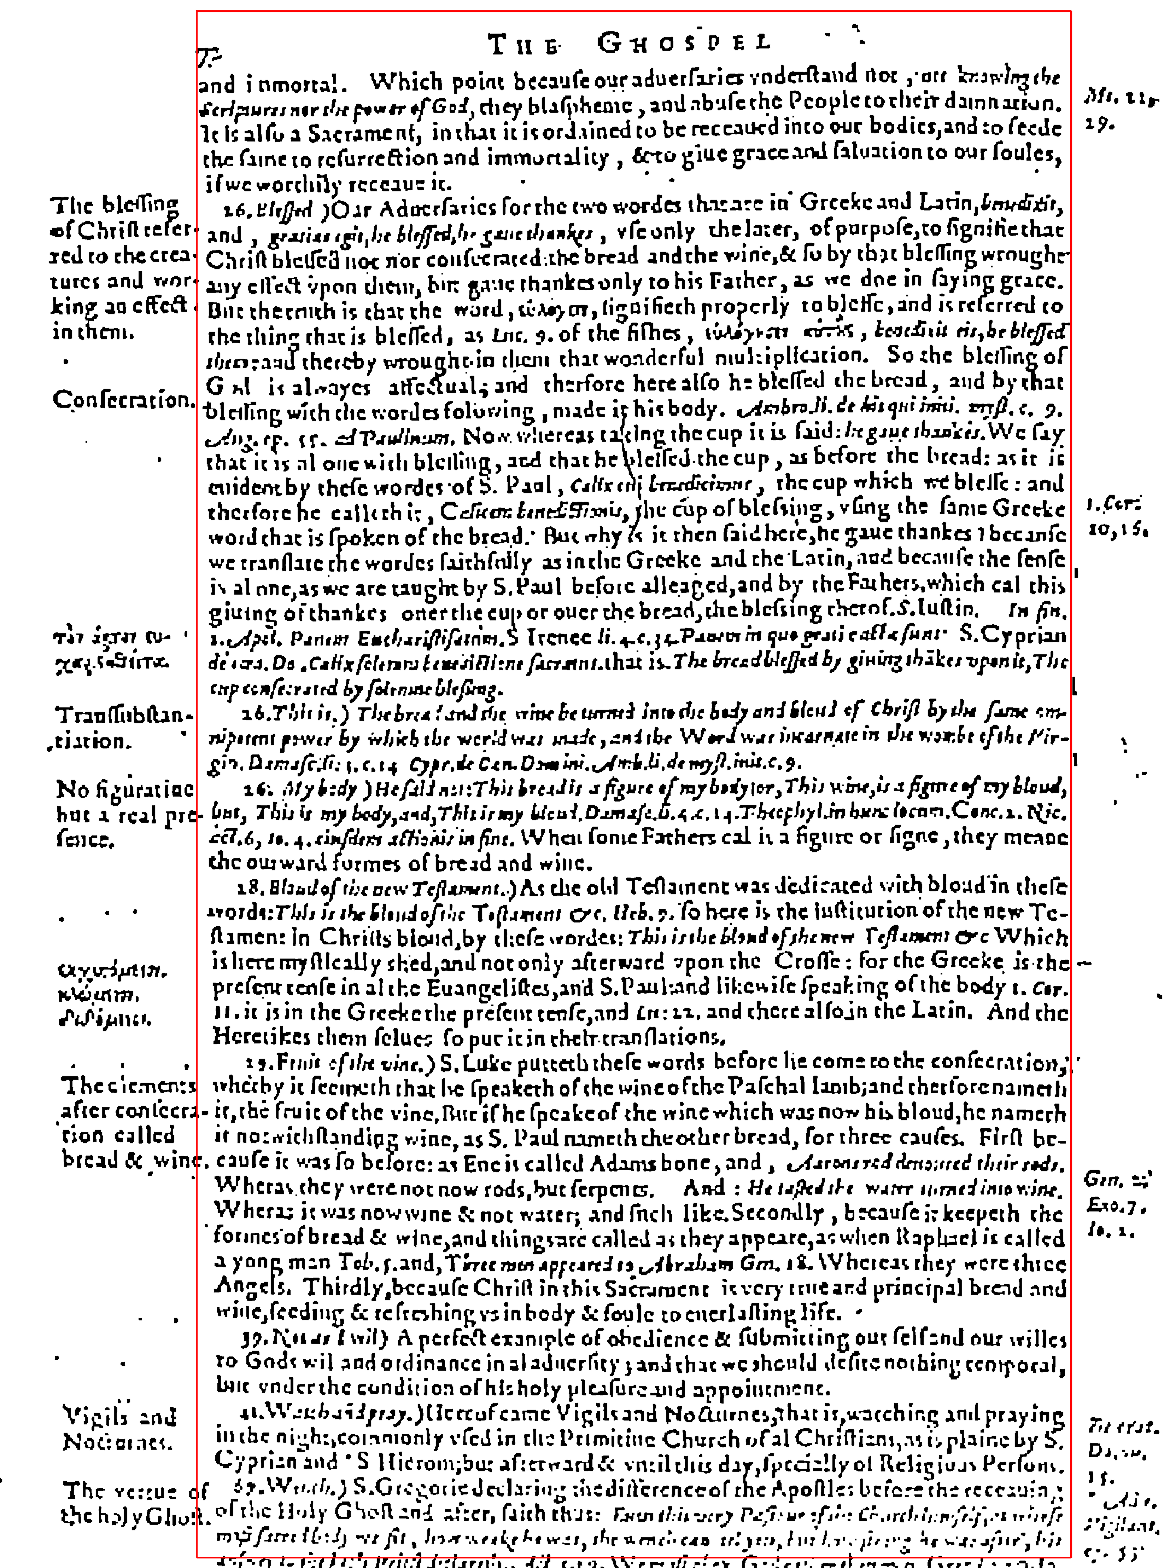 THE GHOSPEL
and immortal. Which point becauſe our aduerſaries vnderſtand not, not knowing the
Scriptures nor the power of God, they blaſpheme, and abuſe the People to their damnation.
It is alſo a Sacrament, in that it is ordained to be receaued into our bodies, and to feede
the ſame to reſurrection and immortality, & to giue grace and ſaluation to our ſoules,
if we worthily receaue it.
26. Bleſſed) Our Aduerſaries for the two wordes that are in Greeke and Latin, benedixit,
and, gratias egit, he bleſſed, he gaue thankes, vſe only the later, of purpoſe, to ſignifie that
Chriſt bleſſed not nor conſecrated the bread and the wine, & ſo by that bleſſing wrought
any effect vpon them, but gaue thankes only to his Father, as we doe in ſaying grace.
But the truth is that the word, ſignifieth properly to bleſſe, and is referred to
the thing that is bleſſed, as Luc. 9. of the fiſhes, benedixit eis, he bleſſed
them: and thereby wrought in them that wonderful multiplication. So the bleſſing of
God is alwayes effectual; and therfore here alſo he bleſſed the bread, and by that
bleſſing with the wordes folowing, made it his body. Ambro. li. de his qui initi. myſt. c. 9.
Aug. ep. 59. ad Paulinum. Now whereas taking the cup it is ſaid: he gaue thankes. We ſay
that it is al one with bleſſing, and that he bleſſed the cup, as before the bread: as it is
euident by theſe wordes of S. Paul, Calix cui benedicimus, the cup which we bleſſe: and
therfore he calleth it, Calicem benedictionis, the cup of bleſsing, vſing the ſame Greeke
word that is ſpoken of the bread. But why is it then ſaid here, he gaue thankes? becauſe
we tranſlate the wordes faithfully as in the Greeke and the Latin, and becauſe the ſenſe
is al one, as we are taught by S. Paul before alleaged, and by the Fathers, which cal this
giuing of thankes ouer the cup or ouer the bread, the bleſsing therof. S. Iuſtin. In fin.
2. Apol. Panem Euchariſtiſatum. S Irenee li. 4. c. 34. Panem in quo gratiæ actæ ſunt. S. Cyprian
de cœna. Do. Calix ſolemni benedictione ſacratus. that is. The bread bleſſed by giuing thākes vpon it, The
cup conſecrated by ſolemne bleſsing.
26. This is.) The bread and the wine be turned into the body and bloud of Chriſt by the ſame om-
nipotent power by which the world was made, and the Word was incarnate in the wombe of the Vir-
gin. Damaſc. li. 4. c. 14 Cypr. de Cœn. Domini. Amb. li. de myſt. init. c. 9.
26. My body) He ſaid not: This bread is a figure of my body: or, This wine, is a figure of my bloud,
but, This is my body, and, This is my bloud. Damaſc. li. 4. c. 14. Theophyl. in hunc locum. Conc. 2. Nic.
act. 6, to. 4. eiuſdem actionis in fine. When ſome Fathers cal it a figure or ſigne, they meane
the outward formes of bread and wine.
28. Bloud of the new Teſtament.) As the old Teſtament was dedicated with bloud in theſe
words: This is the bloud of the Teſtament &c. Heb. 9. ſo here is the inſtitution of the new Te-
ſtament in Chriſts bloud, by theſe wordes: This is the bloud of the new Teſtament &c Which
is here myſtically ſhed, and not only afterward vpon the Croſſe: for the Greeke is the
preſent tenſe in al the Euangeliſtes, and S. Paul: and likewiſe ſpeaking of the body 1. Cor.
11. it is in the Greeke the preſent tenſe, and Lu: 22. and there alſo in the Latin. And the
Heretikes them ſelues ſo put it in their tranſlations.
29. Fruit of the vine.) S. Luke putteth theſe words before he come to the conſecration,
wherby it ſeemeth that he ſpeaketh of the wine of the Paſchal lamb; and therfore nameth
it, the fruit of the vine, But if he ſpeake of the wine which was now his bloud, he nameth
it notwithſtanding wine, as S. Paul nameth the other bread, for three cauſes. Firſt be-
cauſe it was ſo before: as Eue is called Adams bone, and, Aarons rod deuoured their rods.
Wheras they were not now rods, but ſerpents. And: He taſted the water turned into wine.
Wheras it was now wine & not water; and ſuch like. Secondly, becauſe it keepeth the
formes of bread & wine, and things are called as they appeare, as when Raphael is called
a yong man Tob. 5. and, Three men appeared to Abraham Gen. 18. Whereas they were three
Angels. Thirdly, becauſe Chriſt in this Sacrament is very true and principal bread and
wine, feeding & refreſhing vs in body & ſoule to euerlaſting life.
39. Not as I wil) A perfect example of obedience & ſubmitting our ſelf and our willes
to Gods wil and ordinance in al aduerſity; and that we should deſire nothing temporal,
but vnder the condition of his holy pleaſure and appointment.
41. Watch and pray.) Hereof came Vigils and Nocturnes, that is, watching and praying
in the night, commonly vſed in the Primitiue Church of al Chriſtians, as is plaine by S.
Cyprian and S Hierom; but afterward & vntil this day, ſpecially of Religious Perſons.
69. Wench.) S. Gregorie declaring the difference of the Apoſtles before the receauing
of the Holy Ghoſt and after, ſaith thus: Euen this very Paſtour of the Church himſelf, at whoſe
moſt ſacred body we ſit, how weake he was, the wench can tel you,
The bleſſing
of Chriſt refer-
red to the crea-
tures and wor-
king an effect
in them.
Conſecration.
Tranſſubſtan-
tiation.
No figuratiue
but a real pre-
ſence.
The elements
after conſecra-
tion called
bread & wine.
Vigils and
Nocturnes.
The vertue of
the holy Ghoſt.
Mt. 22,
29.
1. Cor.
10, 16.
Gen. 2.
Exo. 7.
Io. 2.